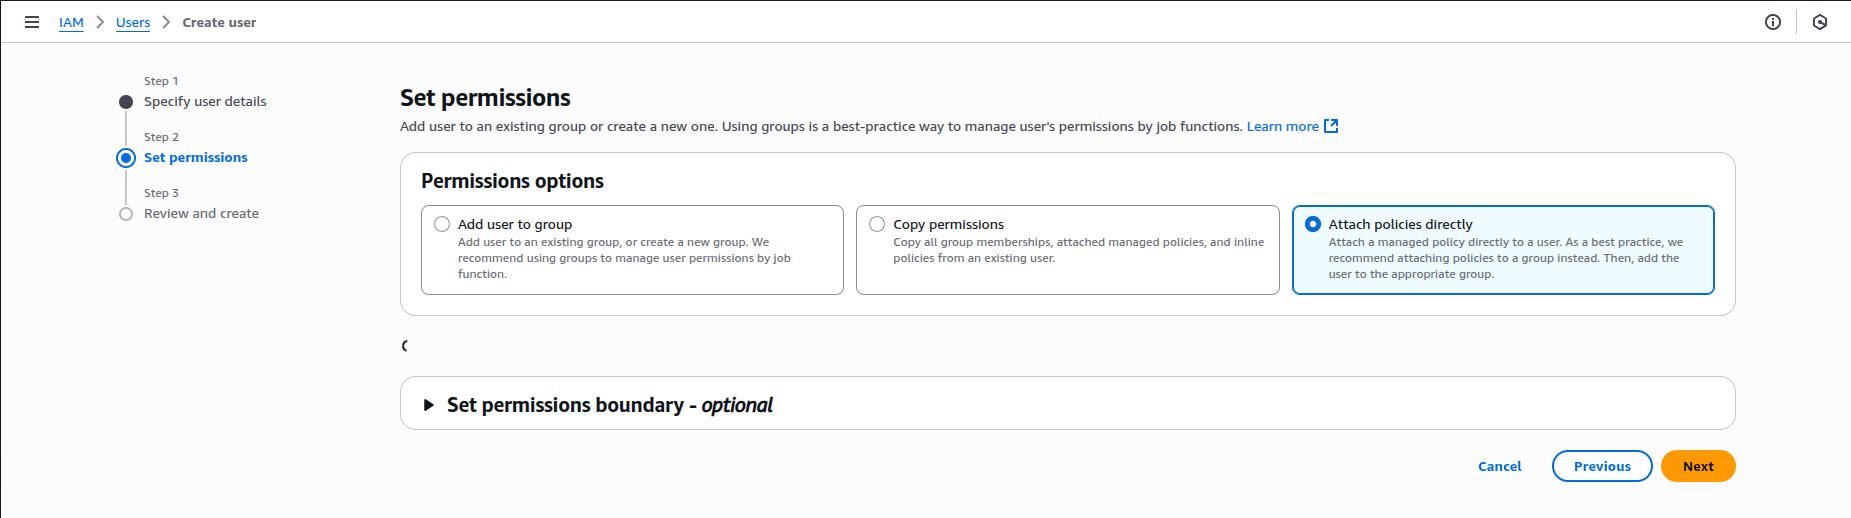 IAM > Users > Create user
Step 1
Specify user details
Step 2
Set permissions
Step 3
Review and create
Set permissions
Add user to an existing group or create a new one. Using groups is a best-practice way to manage user's permissions by job functions. Learn more
Permissions options
Add user to group
Add user to an existing group, or create a new group. We
recommend using groups to manage user permissions by job
function.
Copy permissions
Copy all group memberships, attached managed policies, and inline
policies from an existing user.
Attach policies directly
Attach a managed policy directly to a user. As a best practice, we
recommend attaching policies to a group instead. Then, add the
user to the appropriate group.
Set permissions boundary - optional
Cancel
Previous
Next